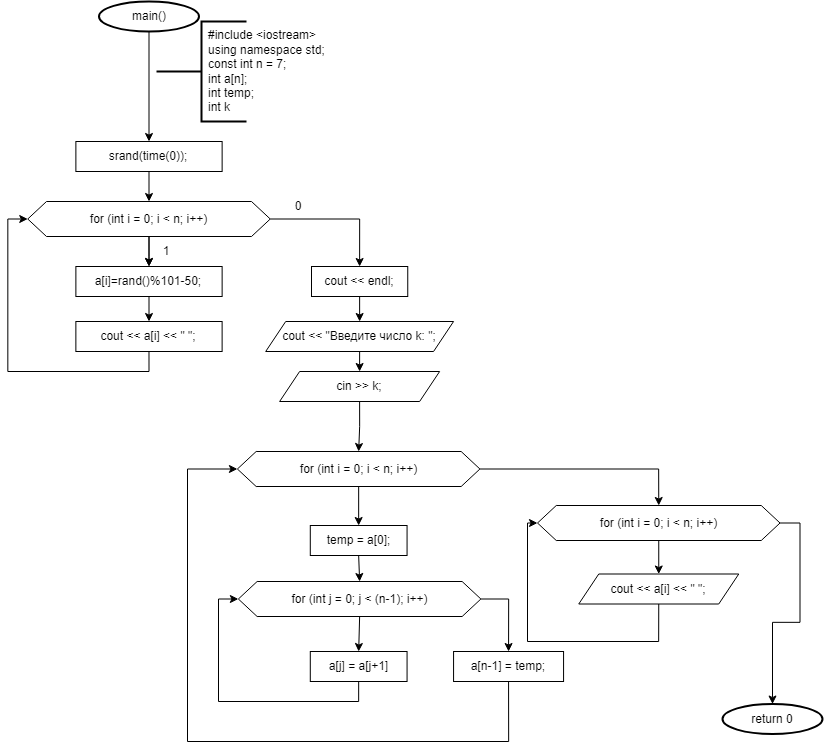 main()
#include <iostream>
using namespace std;
const int n = 7;
int a[n];
int temp;
int k
srand(time(0));
for (int i = 0; i < n; i++)
0
1
a[i]=rand()%101-50;
cout << a[i] << " ";
cout << endl;
cout << "Введите число k: ";
cin >> k;
for (int i = 0; i < n; i++)
temp = a[0];
for (int j = 0; j < (n-1); i++)
a[j] = a[j+1]
a[n-1] = temp;
for (int i = 0; i < n; i++)
cout << a[i] << " ";
return 0